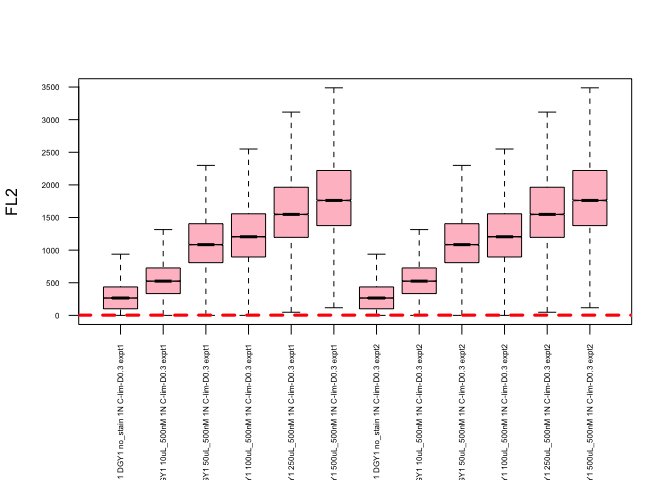 FL2
3500
3000
2500
2000
1500
1000
500
0
1 DGY1 no_stain 1N C-lim-D0.3 expt1
GY1 10uL_500nM 1N C-lim-D0.3 expt1
GY1 50uL_500nM 1N C-lim-D0.3 expt1
GY1 100uL_500nM 1N C-lim-D0.3 expt1
GY1 250uL_500nM 1N C-lim-D0.3 expt1
GY1 500uL_500nM 1N C-lim-D0.3 expt1
1 DGY1 no_stain 1N C-lim-D0.3 expt2
GY1 10uL_500nM 1N C-lim-D0.3 expt2
GY1 50uL_500nM 1N C-lim-D0.3 expt2
GY1 100uL_500nM 1N C-lim-D0.3 expt2
GY1 250uL_500nM 1N C-lim-D0.3 expt2
GY1 500uL_500nM 1N C-lim-D0.3 expt2